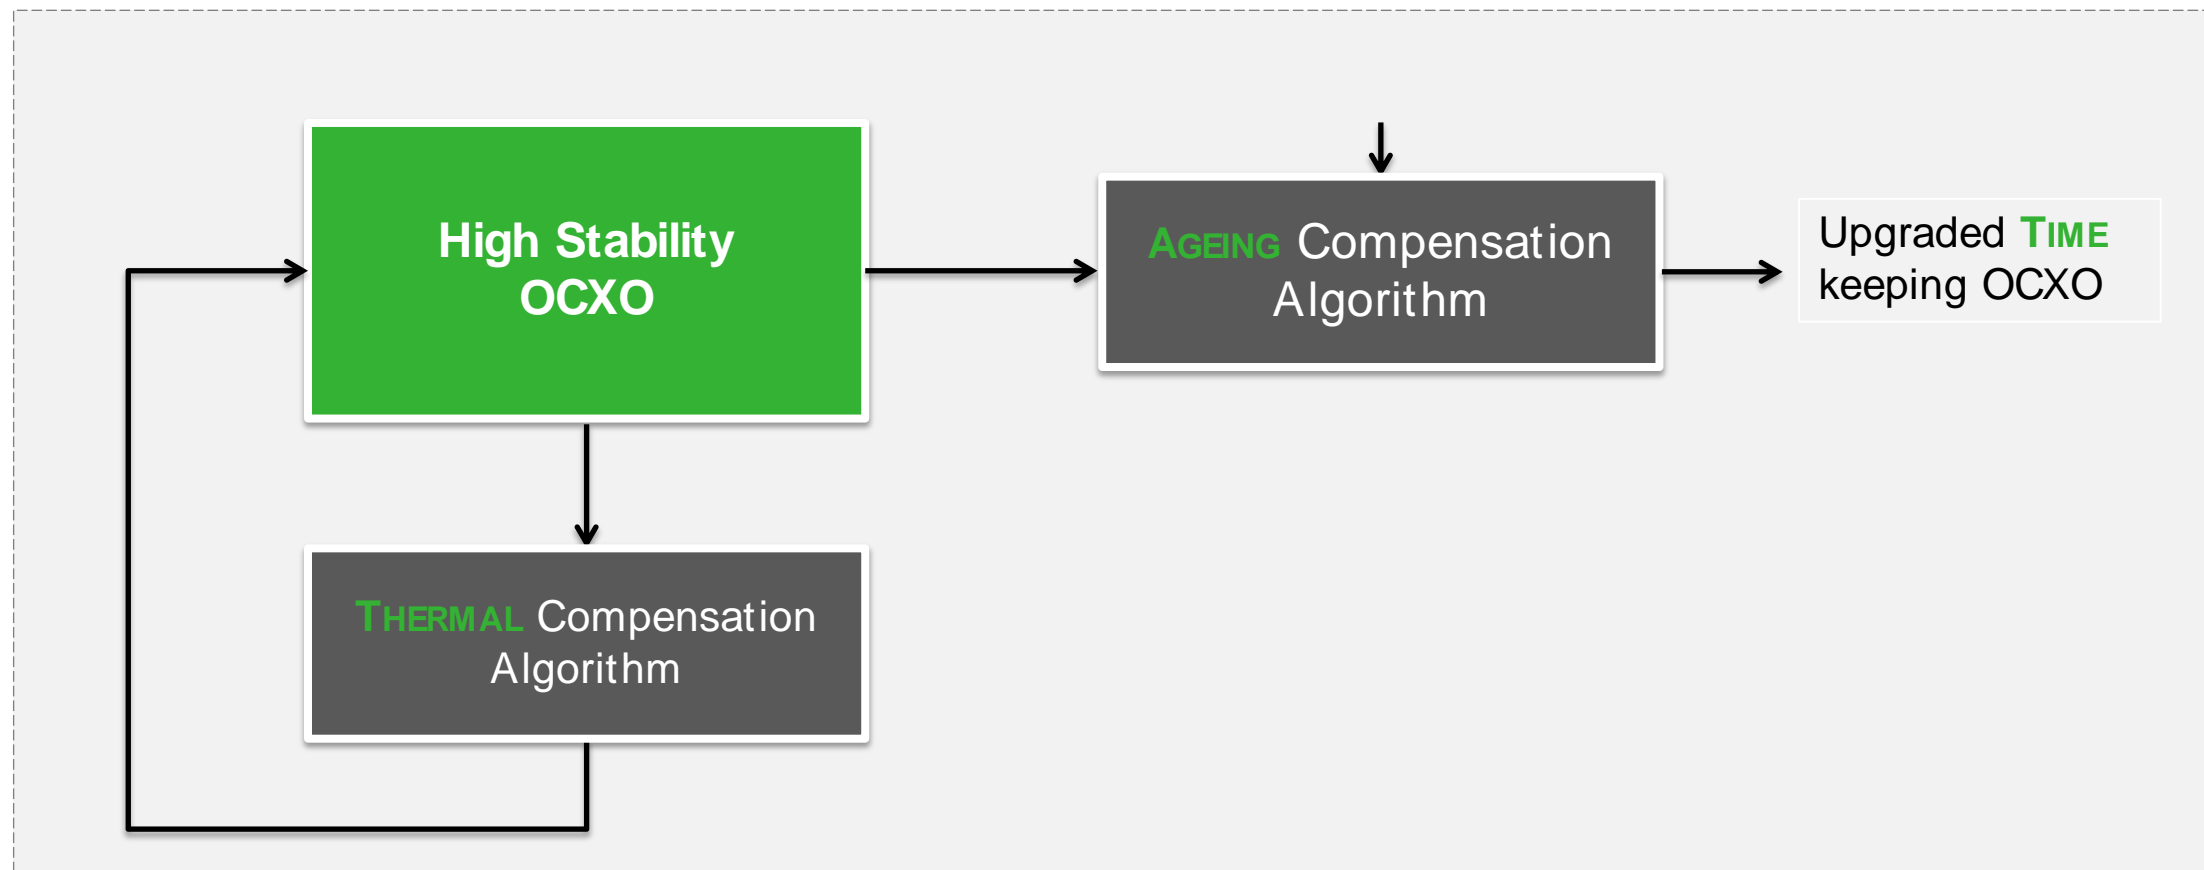 High Stability
OCXO
AGEING Compensation
Algorithm
Upgraded TIME
keeping OCXO
THERMAL Compensation
Algorithm